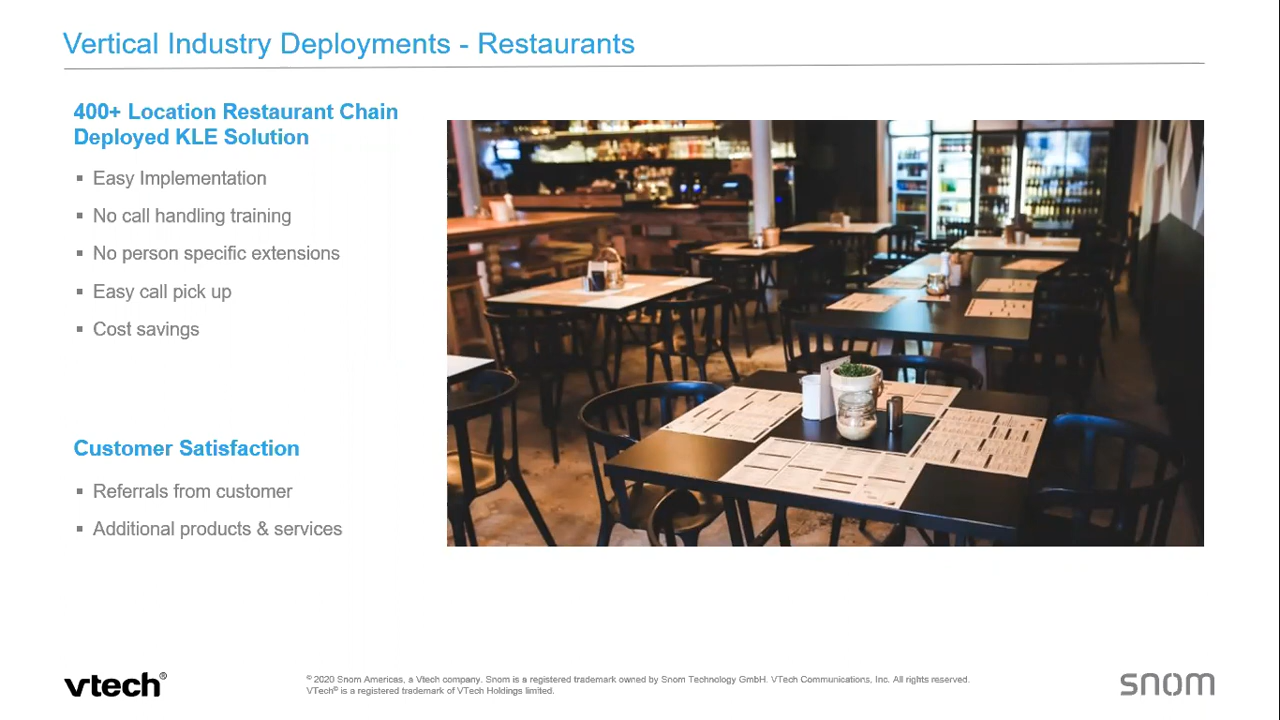 Vertical Industry Deployments - Restaurants
400+ Location Restaurant Chain
Deployed KLE Solution
▪ Easy Implementation
▪ No call handling training
▪ No person specific extensions
▪ Easy call pick up
▪ Cost savings
Customer Satisfaction
▪ Referrals from customer
▪ Additional products & services
vtech®
© 2020 Snom Americas, a Vtech company. Snom is a registered trademark owned by Snom Technology GmbH. VTech Communications, Inc. All rights reserved.
VTech® is a registered trademark of VTech Holdings limited.
snom